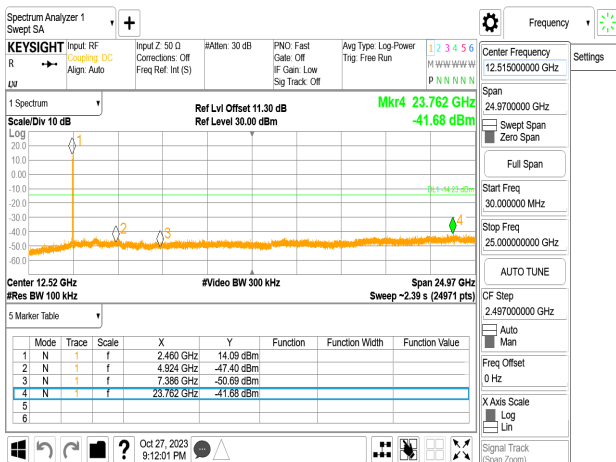 Spectrum Analyzer 1
Swept SA
Frequency
KEYSIGHT
R
LXI
Input: RF
Coupling: DC
Align: Auto
Input Z: 50 Ω
Corrections: Off
Freq Ref: Int (S)
#Atten: 30 dB
PNO: Fast
Gate: Off
IF Gain: Low
Sig Track: Off
Avg Type: Log-Power
Trig: Free Run
1 2 3 4 5 6
M W W W W W
P N N N N N
1 Spectrum
Scale/Div 10 dB
Ref Lvl Offset 11.30 dB
Ref Level 30.00 dBm
Mkr4 23.762 GHz
-41.68 dBm
Log
20.0
10.0
0.00
-10.0
-20.0
-30.0
-40.0
-50.0
-60.0
1
2
3
4
DL1 -14.23 dBm
Center 12.52 GHz
#Res BW 100 kHz
#Video BW 300 kHz
Span 24.97 GHz
Sweep ~2.39 s (24971 pts)
5 Marker Table
Mode Trace Scale X Y Function Function Width Function Value
1 N 1 f 2.460 GHz 14.09 dBm
2 N 1 f 4.924 GHz -47.40 dBm
3 N 1 f 7.386 GHz -50.69 dBm
4 N 1 f 23.762 GHz -41.68 dBm
5
6
Oct 27, 2023
9:12:01 PM
Center Frequency
12.515000000 GHz
Settings
Span
24.9700000 GHz
Swept Span
Zero Span
Full Span
Start Freq
30.000000 MHz
Stop Freq
25.000000000 GHz
AUTO TUNE
CF Step
2.497000000 GHz
Auto
Man
Freq Offset
0 Hz
X Axis Scale
Log
Lin
Signal Track
(Span Zoom)